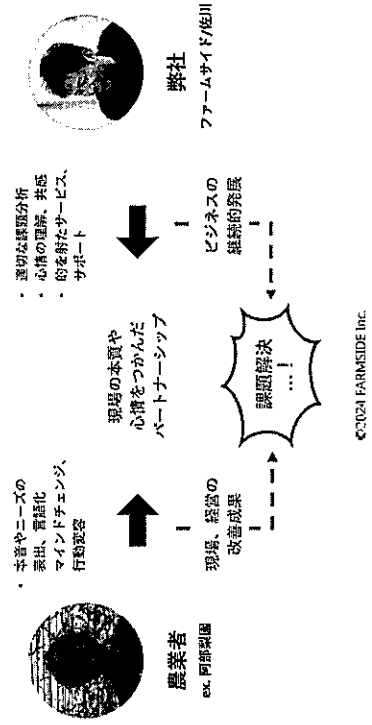 農業者
ex. 阿部梨園
• 本音やニーズの
表出、言語化
マインドチェンジ、
行動変容
現場、経営の
改善成果
現場の本質や
心情をつかんだ
パートナーシップ
課題解決
…!
• 適切な課題分析
• 心情の理解、共感
• 的を射たサービス、
サポート
ビジネスの
継続的発展
弊社
ファームサイド/佐川
©2024 FARMSIDE Inc.